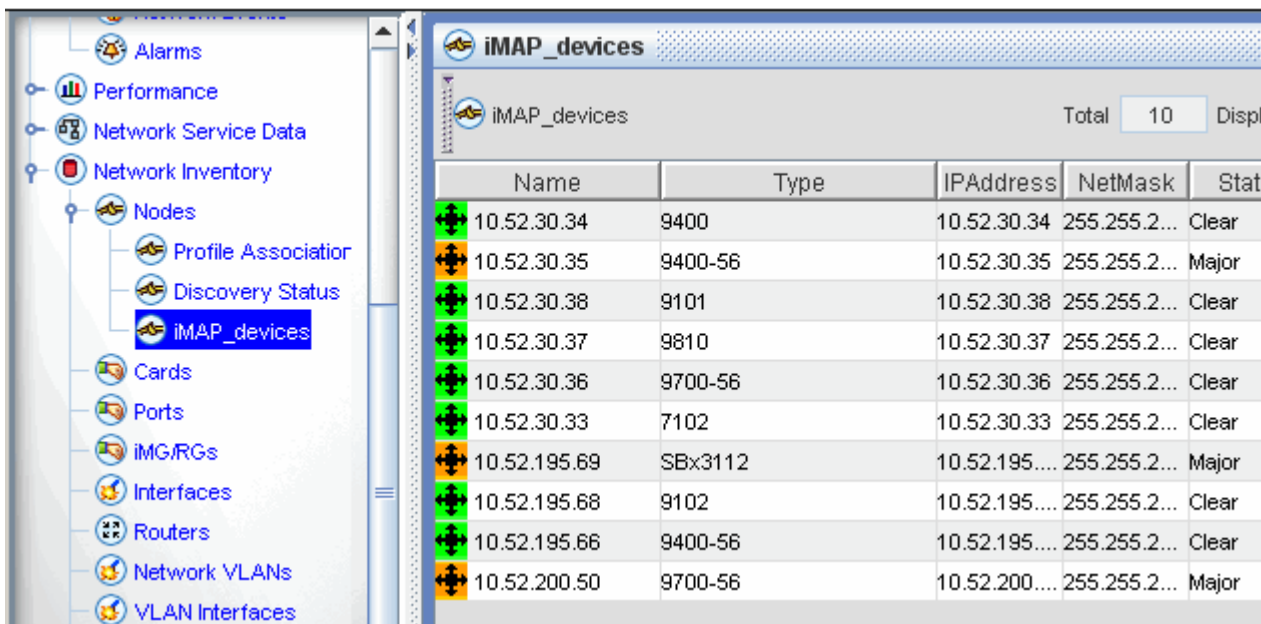 Network Events
Alarms
Performance
Network Service Data
Network Inventory
Nodes
Profile Association
Discovery Status
iMAP_devices
Cards
Ports
iMG/RGs
Interfaces
Routers
Network VLANs
VLAN Interfaces
iMAP_devices
iMAP_devices Total 10 Displ
Name Type IPAddress NetMask Stat
10.52.30.34 9400 10.52.30.34 255.255.2... Clear
10.52.30.35 9400-56 10.52.30.35 255.255.2... Major
10.52.30.38 9101 10.52.30.38 255.255.2... Clear
10.52.30.37 9810 10.52.30.37 255.255.2... Clear
10.52.30.36 9700-56 10.52.30.36 255.255.2... Clear
10.52.30.33 7102 10.52.30.33 255.255.2... Clear
10.52.195.69 SBx3112 10.52.195.... 255.255.2... Major
10.52.195.68 9102 10.52.195.... 255.255.2... Clear
10.52.195.66 9400-56 10.52.195.... 255.255.2... Clear
10.52.200.50 9700-56 10.52.200.... 255.255.2... Major